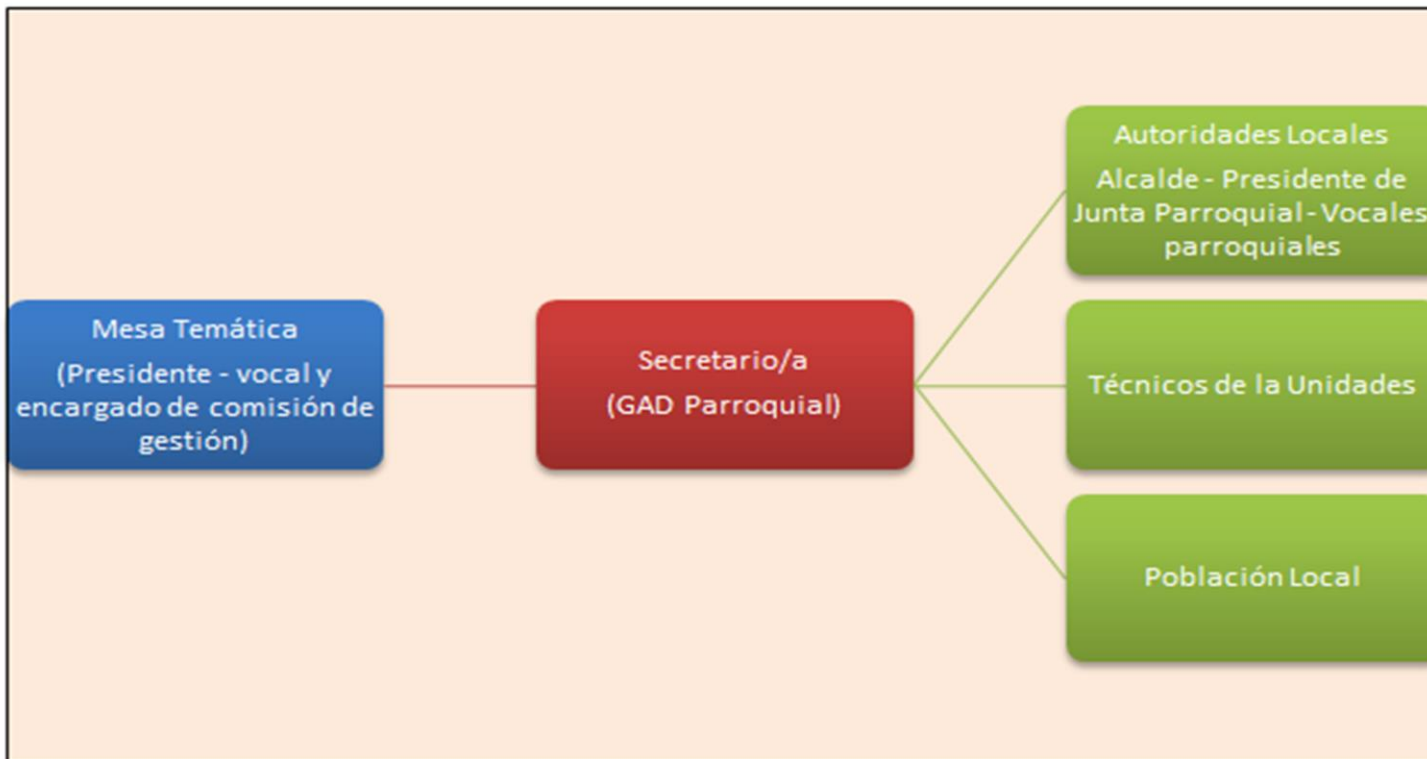 Mesa Temática
(Presidente - vocal y
encargado de comisión de
gestión)
Secretario/a
(GAD Parroquial)
Autoridades Locales
Alcalde - Presidente de
Junta Parroquial - Vocales
parroquiales
Técnicos de la Unidades
Población Local